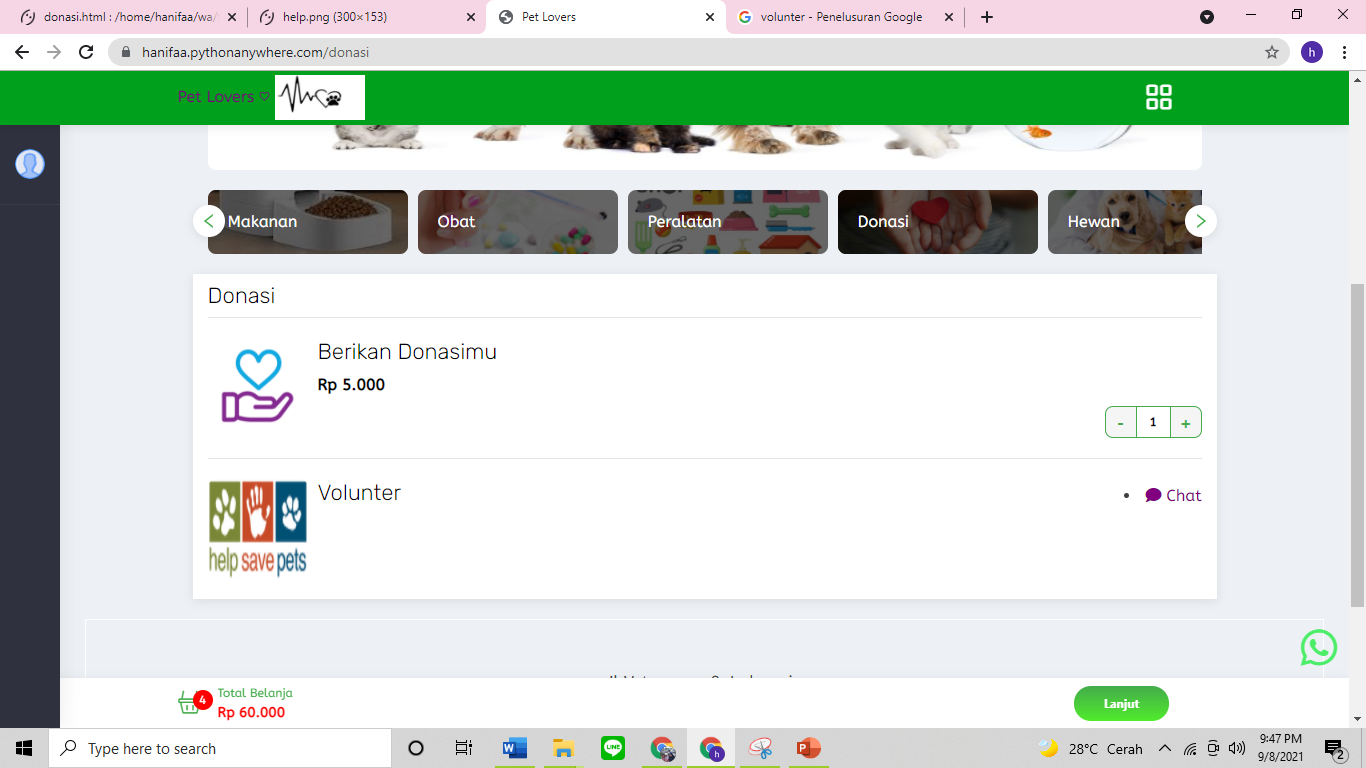 donasi.html : /home/hanifaa/wa/
help.png (300×153)
Pet Lovers
volunter - Penelusuran Google
hanifaa.pythonanywhere.com/donasi
h
Pet Lovers ♡
Makanan
Obat
Peralatan
Donasi
Hewan
Donasi
Berikan Donasimu
Rp 5.000
- 1 +
Volunter
Chat
help save pets
4
Total Belanja
Rp 60.000
Lanjut
Type here to search
28°C Cerah
9:47 PM
9/8/2021
2